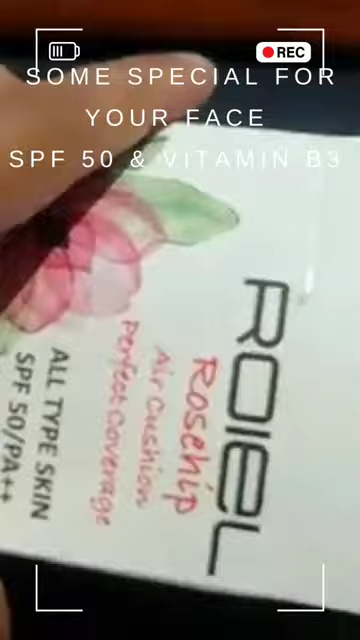 REC
SOME SPECIAL FOR
YOUR FACE
SPF 50 & VITAMIN B3
ROIEL
Rosehip
Air Cushion
Perfect Coverage
ALL TYPE SKIN
SPF 50/PA++